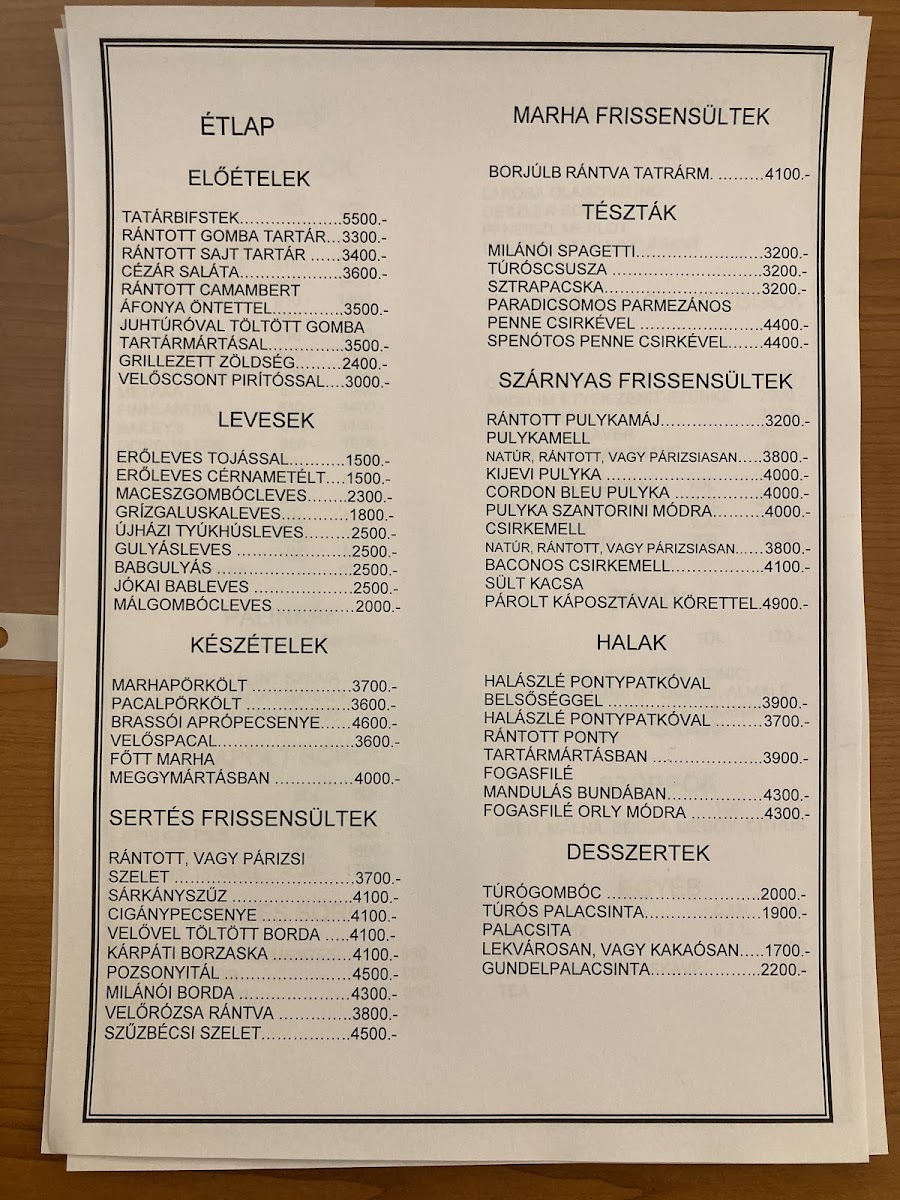 ÉTLAP
ELŐÉTELEK
TATÁRBIFSTEK....................5500.-
RÁNTOTT GOMBA TARTÁR...3300.-
RÁNTOTT SAJT TARTÁR ......3400.-
CÉZÁR SALÁTA....................3600.-
RÁNTOTT CAMAMBERT
ÁFONYA ÖNTETTEL..............3500.-
JUHTÚRÓVAL TÖLTÖTT GOMBA
TARTÁRMÁRTÁSAL...............3500.-
GRILLEZETT ZÖLDSÉG.........2400.-
VELŐSCSONT PIRÍTÓSSAL....3000.-
LEVESEK
ERŐLEVES TOJÁSSAL...........1500.-
ERŐLEVES CÉRNAMETÉLT....1500.-
MACESZGOMBÓCLEVES........2300.-
GRÍZGALUSKALEVES.............1800.-
ÚJHÁZI TYÚKHÚSLEVES.........2500.-
GULYÁSLEVES .......................2500.-
BABGULYÁS ...........................2500.-
JÓKAI BABLEVES ....................2500.-
MÁLGOMBÓCLEVES ...............2000.-
KÉSZÉTELEK
MARHAPÖRKÖLT ...................3700.-
PACALPÖRKÖLT .....................3600.-
BRASSÓI APRÓPECSENYE......4600.-
VELŐSPACAL...........................3600.-
FŐTT MARHA
MEGGYMÁRTÁSBAN ...............4000.-
SERTÉS FRISSENSÜLTEK
RÁNTOTT, VAGY PÁRIZSI
SZELET ....................................3700.-
SÁRKÁNYSZŰZ ........................4100.-
CIGÁNYPECSENYE ..................4100.-
VELŐVEL TÖLTÖTT BORDA .....4100.-
KÁRPÁTI BORZASKA ................4100.-
POZSONYITÁL ..........................4500.-
MILÁNÓI BORDA ......................4300.-
VELŐRÓZSA RÁNTVA ..............3800.-
SZŰZBÉCSI SZELET..................4500.-
MARHA FRISSENSÜLTEK
BORJÚLB RÁNTVA TATRÁRM. .........4100.-
TÉSZTÁK
MILÁNÓI SPAGETTI.........................3200.-
TÚRÓSCSUSZA ..............................3200.-
SZTRAPACSKA...............................3200.-
PARADICSOMOS PARMEZÁNOS
PENNE CSIRKÉVEL ........................4400.-
SPENÓTOS PENNE CSIRKÉVEL.......4400.-
SZÁRNYAS FRISSENSÜLTEK
RÁNTOTT PULYKAMÁJ....................3200.-
PULYKAMELL
NATÚR, RÁNTOTT, VAGY PÁRIZSIASAN.....3800.-
KIJEVI PULYKA ................................4000.-
CORDON BLEU PULYKA .................4000.-
PULYKA SZANTORINI MÓDRA..........4000.-
CSIRKEMELL
NATÚR, RÁNTOTT, VAGY PÁRIZSIASAN......3800.-
BACONOS CSIRKEMELL..................4100.-
SÜLT KACSA
PÁROLT KÁPOSZTÁVAL KÖRETTEL.4900.-
HALAK
HALÁSZLÉ PONTYPATKÓVAL
BELSŐSÉGGEL ..............................3900.-
HALÁSZLÉ PONTYPATKÓVAL ..........3700.-
RÁNTOTT PONTY
TARTÁRMÁRTÁSBAN .....................3900.-
FOGASFILÉ
MANDULÁS BUNDÁBAN...................4300.-
FOGASFILÉ ORLY MÓDRA ...............4300.-
DESSZERTEK
TÚRÓGOMBÓC ..............................2000.-
TÚRÓS PALACSINTA.......................1900.-
PALACSITA
LEKVÁROSAN, VAGY KAKAÓSAN.....1700.-
GUNDELPALACSINTA......................2200.-